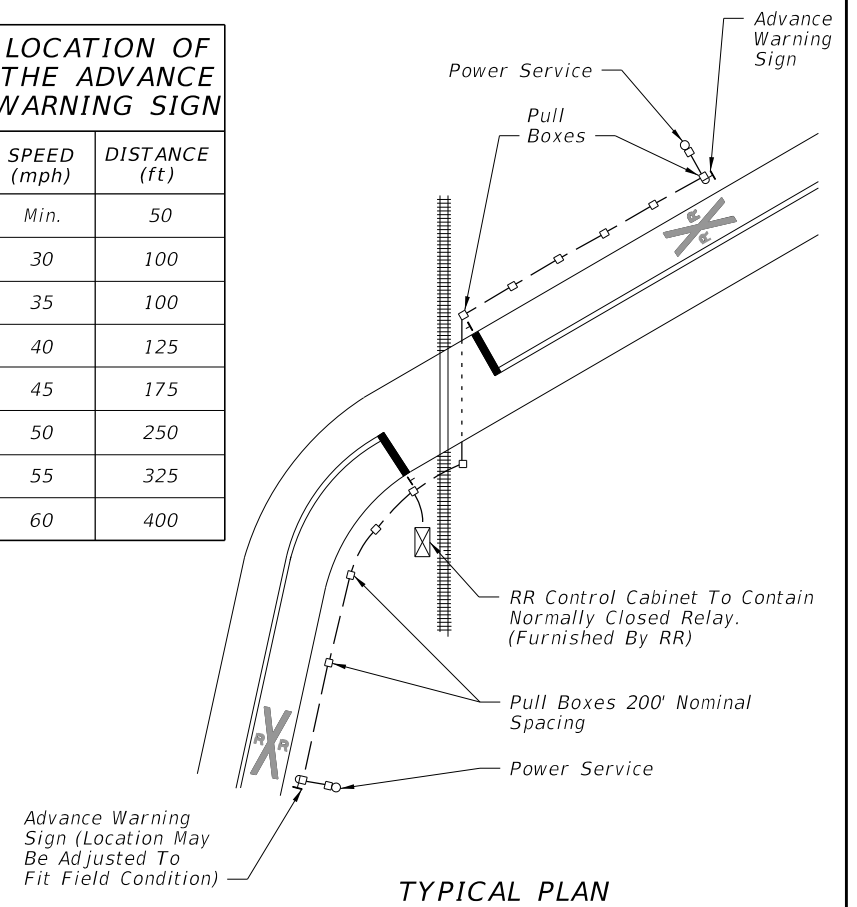 LOCATION OF
THE ADVANCE
WARNING SIGN
SPEED
(mph)
DISTANCE
(ft)
Min. 50
30 100
35 100
40 125
45 175
50 250
55 325
60 400
Advance
Warning
Sign
Power Service
Pull
Boxes
R
R
RR Control Cabinet To Contain
Normally Closed Relay.
(Furnished By RR)
Pull Boxes 200' Nominal
Spacing
R R
Power Service
Advance Warning
Sign (Location May
Be Adjusted To
Fit Field Condition)
TYPICAL PLAN